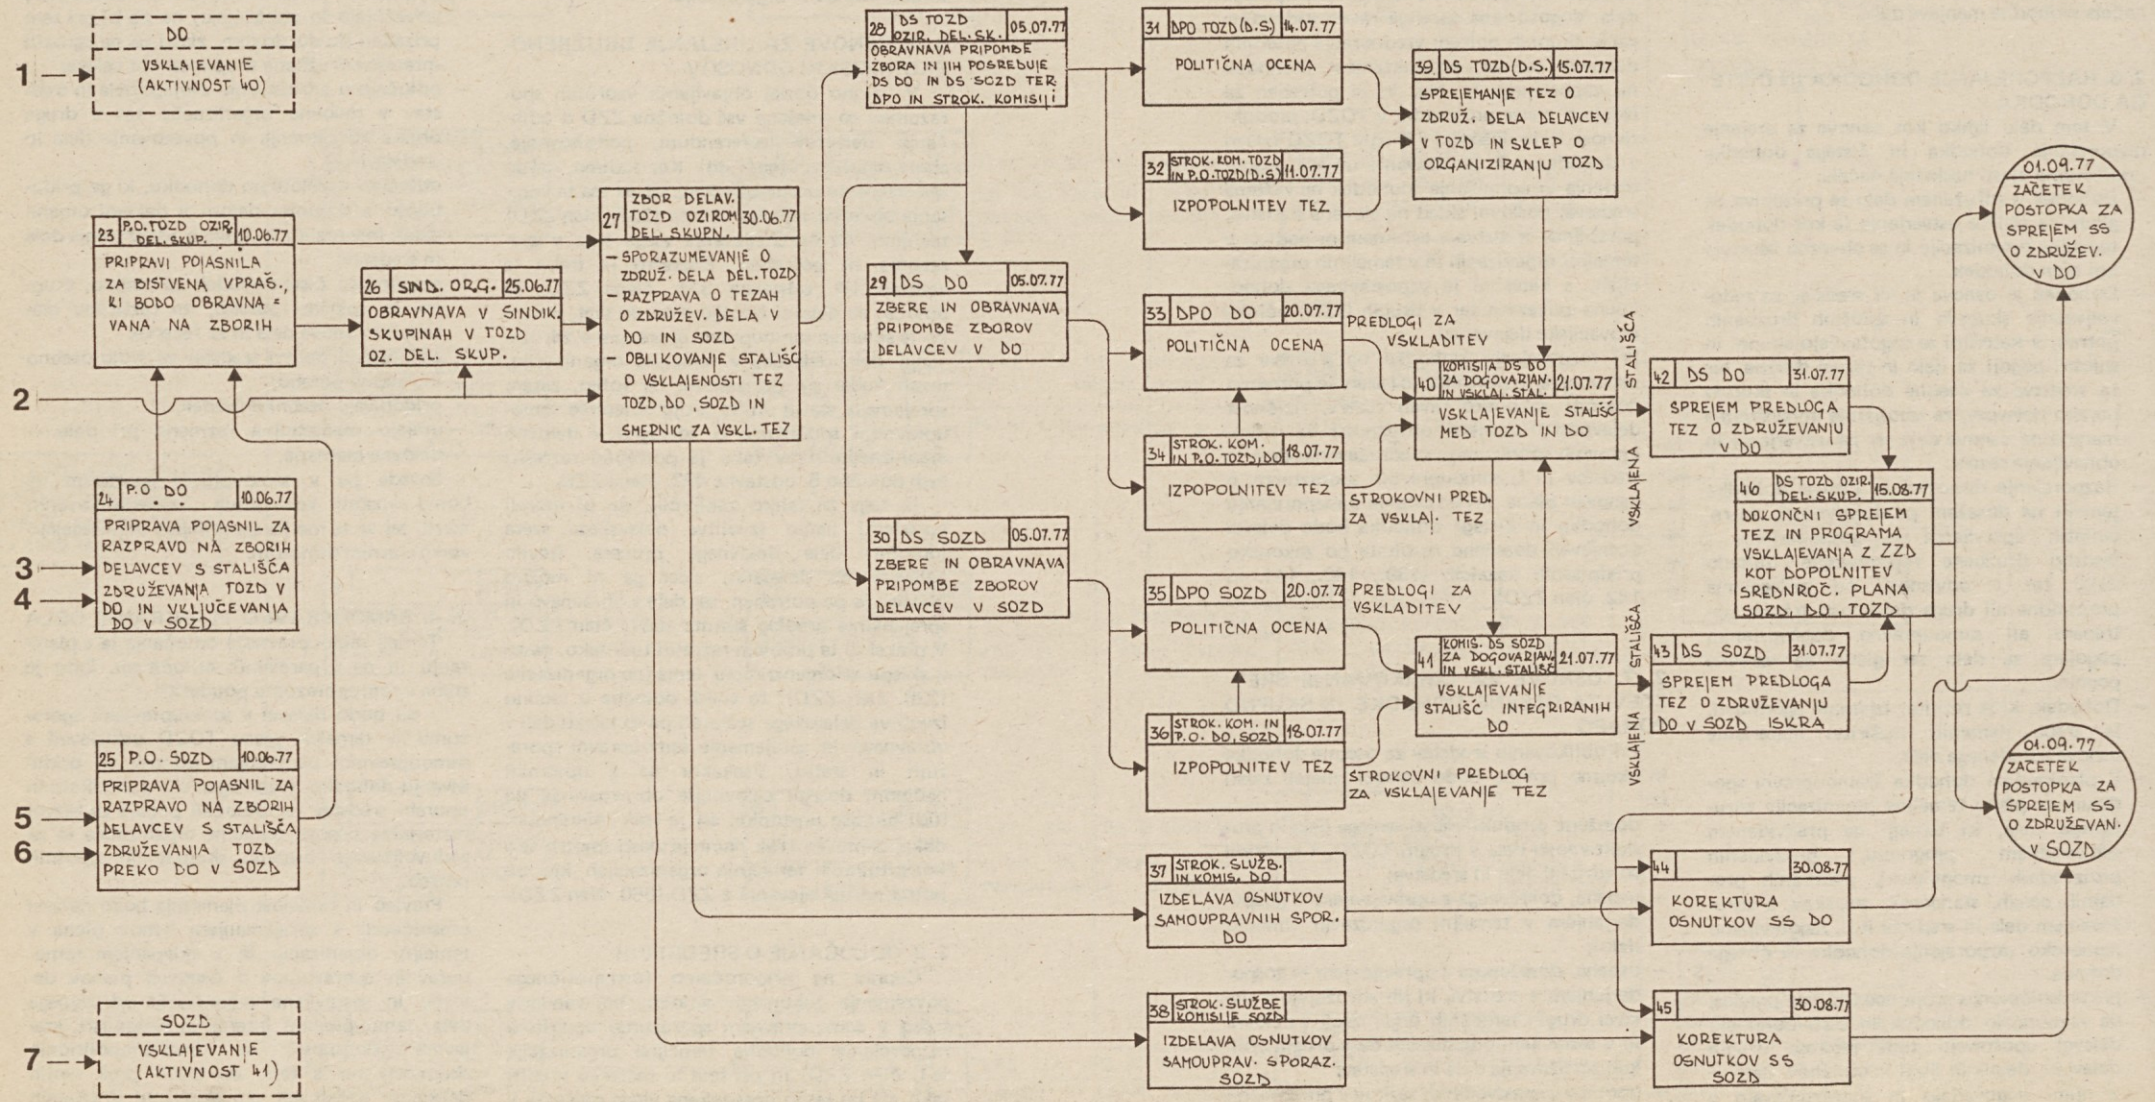 1
DO
VSKLAJEVANJE
(AKTIVNOST 40)
23 P.O. TOZD OZIR. DEL. SKUP. 10.06.77
PRIPRAVI POJASNILA
ZA BISTVENA VPRAŠ.,
KI BODO OBRAVNA =
VANA NA ZBORIH
2
24 P.O. DO 10.06.77
PRIPRAVA POJASNIL ZA
RAZPRAVO NA ZBORIH
DELAVCEV S STALIŠČA
ZDRUŽEVANJA TOZD V
DO IN VKLJUČEVANJA
DO V SOZD
3
4
25 P.O. SOZD 10.06.77
PRIPRAVA POJASNIL ZA
RAZPRAVO NA ZBORIH
DELAVCEV S STALIŠČA
ZDRUŽEVANJA TOZD
PREKO DO V SOZD
5
6
7
SOZD
VSKLAJEVANJE
(AKTIVNOST 41)
26 SIND. ORG. 25.06.77
OBRAVNAVA V SINDIK.
SKUPINAH V TOZD
OZ. DEL. SKUP.
27 ZBOR DELAV.
TOZD OZIROM
DEL. SKUPN. 30.06.77
– SPORAZUMEVANJE O
ZDRUŽ. DELA DEL. TOZD
– RAZPRAVA O TEZAH
O ZDRUŽEV. DELA V
DO IN SOZD
– OBLIKOVANJE STALIŠČ
O VSKLAJENOSTI TEZ
TOZD, DO, SOZD IN
SMERNIC ZA VSKL. TEZ
28 DS TOZD
OZIR. DEL. SK. 05.07.77
OBRAVNAVA PRIPOMBE
ZBORA IN JIH POSREDUJE
DS DO IN DS SOZD TER
DPO IN STROK. KOMISIJI
29 DS DO 05.07.77
ZBERE IN OBRAVNAVA
PRIPOMBE ZBOROV
DELAVCEV V DO
30 DS SOZD 05.07.77
ZBERE IN OBRAVNAVA
PRIPOMBE ZBOROV
DELAVCEV V SOZD
31 DPO TOZD (D.S.) 14.07.77
POLITIČNA OCENA
32 STROK. KOM. TOZD
IN P.O. TOZD (D.S) 11.07.77
IZPOPOLNITEV TEZ
33 DPO DO 20.07.77
POLITIČNA OCENA
PREDLOGI ZA
VSKLADITEV
34 STROK. KOM.
IN P.O. TOZD, DO 18.07.77
IZPOPOLNITEV TEZ
STROKOVNI PRED.
ZA VSKLAJ. TEZ
35 DPO SOZD 20.07.77
POLITIČNA OCENA
PREDLOGI ZA
VSKLADITEV
36 STROK. KOM. IN
P.O. DO, SOZD 18.07.77
IZPOPOLNITEV TEZ
STROKOVNI PREDLOG
ZA VSKLAJEVANJE TEZ
37 STROK. SLUŽB.
IN KOMIS. DO
IZDELAVA OSNUTKOV
SAMOUPRAVNIH SPOR.
DO
38 STROK. SLUŽBE
KOMISIJE SOZD
IZDELAVA OSNUTKOV
SAMOUPRAV. SPORAZ.
SOZD
39 DS TOZD (D.S.) 15.07.77
SPREJEMANJE TEZ O
ZDRUŽ. DELA DELAVCEV
V TOZD IN SKLEP O
ORGANIZIRANJU TOZD
40 KOMISIJA DS DO
ZA DOGOVARJAN.
IN VSKLAJ. STAL. 21.07.77
VSKLAJEVANJE STALIŠČ
MED TOZD IN DO
41 KOMIS. DS SOZD
ZA DOGOVARJAN.
IN VSKL. STALIŠČ 21.07.77
VSKLAJEVANJE
STALIŠČ INTEGRIRANIH
DO
VSKLAJENA STALIŠČA
VSKLAJENA STALIŠČA
42 DS DO 31.07.77
SPREJEM PREDLOGA
TEZ O ZDRUŽEVANJU
V DO
43 DS SOZD 31.07.77
SPREJEM PREDLOGA
TEZ O ZDRUŽEVANJU
DO V SOZD ISKRA
44 30.08.77
KOREKTURA
OSNUTKOV SS DO
45 30.08.77
KOREKTURA
OSNUTKOV SS
SOZD
46 DS TOZD OZIR.
DEL. SKUP. 15.08.77
DOKONČNI SPREJEM
TEZ IN PROGRAMA
VSKLAJEVANJA Z ZZD
KOT DOPOLNITEV
SREDNROČ. PLANA
SOZD, DO, TOZD
01.09.77
ZAČETEK
POSTOPKA ZA
SPREJEM SS
O ZDRUŽEV.
V DO
01.09.77
ZAČETEK
POSTOPKA ZA
SPREJEM SS
O ZDRUŽEVAN.
V SOZD